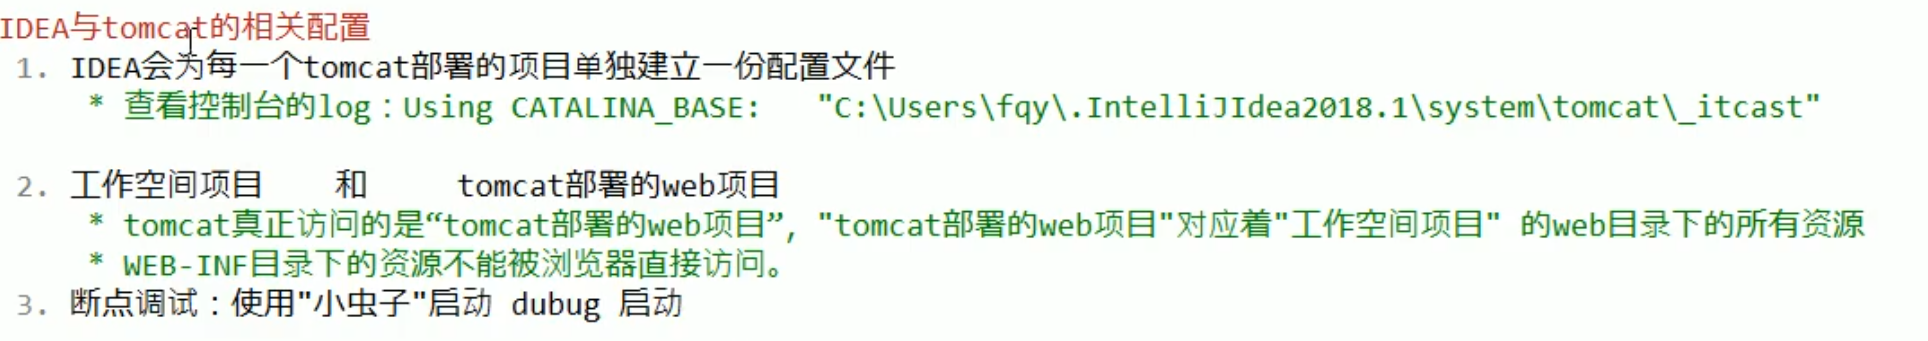 IDEA与tomcat的相关配置
1. IDEA会为每一个tomcat部署的项目单独建立一份配置文件
* 查看控制台的log：Using CATALINA_BASE:   "C:\Users\fqy\.IntelliJIdea2018.1\system\tomcat\_itcast"
2. 工作空间项目    和     tomcat部署的web项目
* tomcat真正访问的是“tomcat部署的web项目”，"tomcat部署的web项目"对应着"工作空间项目" 的web目录下的所有资源
* WEB-INF目录下的资源不能被浏览器直接访问。
3. 断点调试：使用"小虫子"启动 dubug 启动